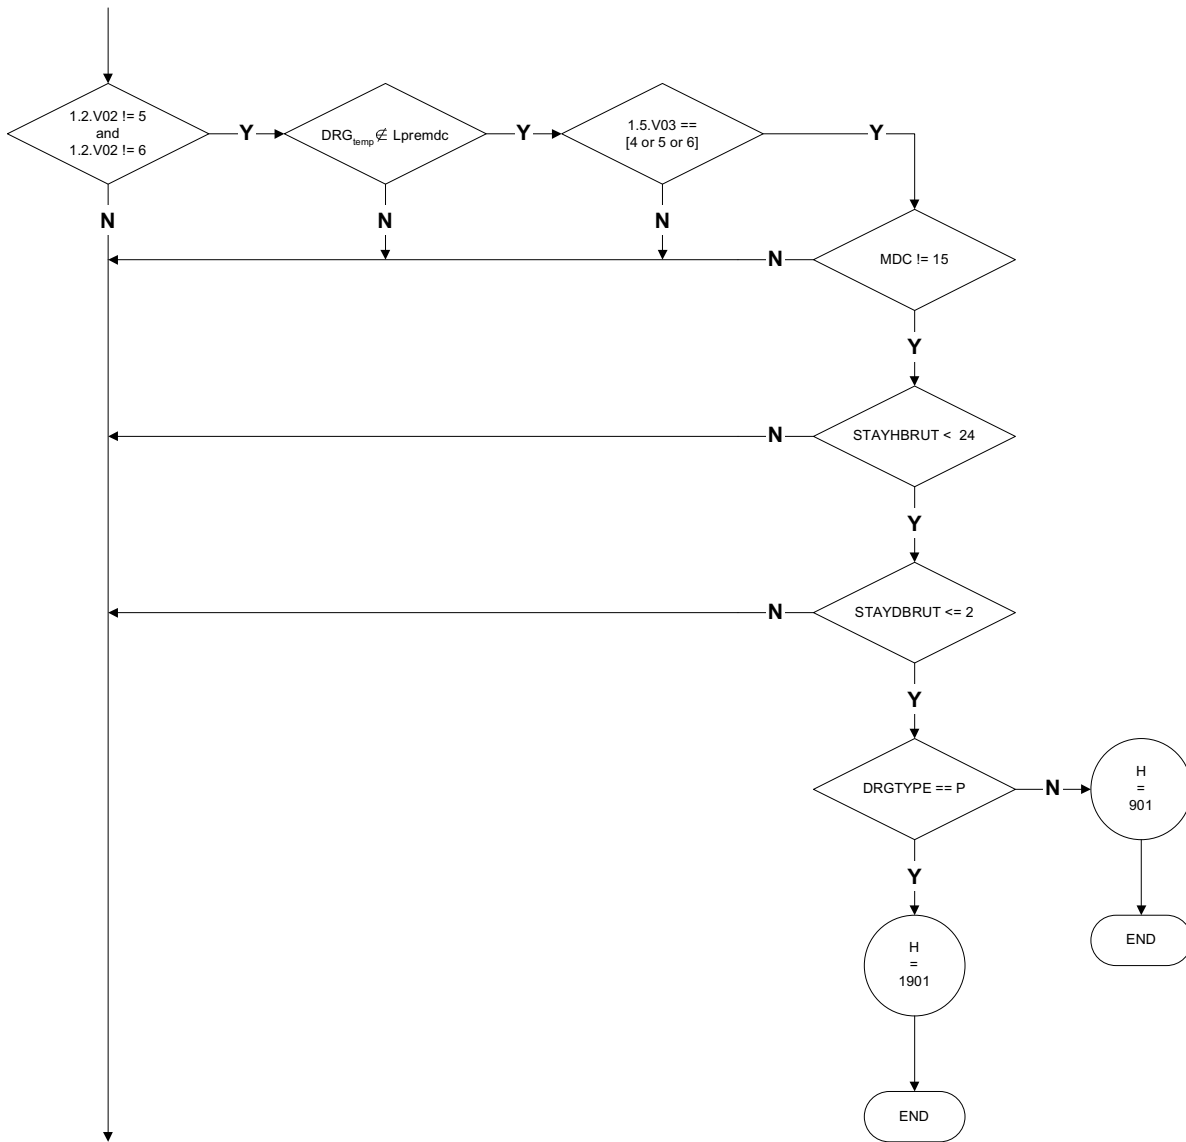 1.2.V02 != 5
and
1.2.V02 != 6
Y
DRGtemp ∉ Lpremdc
Y
1.5.V03 ==
[4 or 5 or 6]
Y
N
N
N
N
MDC != 15
Y
N
STAYHBRUT < 24
Y
N
STAYDBRUT <= 2
Y
DRGTYPE == P
N
H
=
901
Y
END
H
=
1901
END